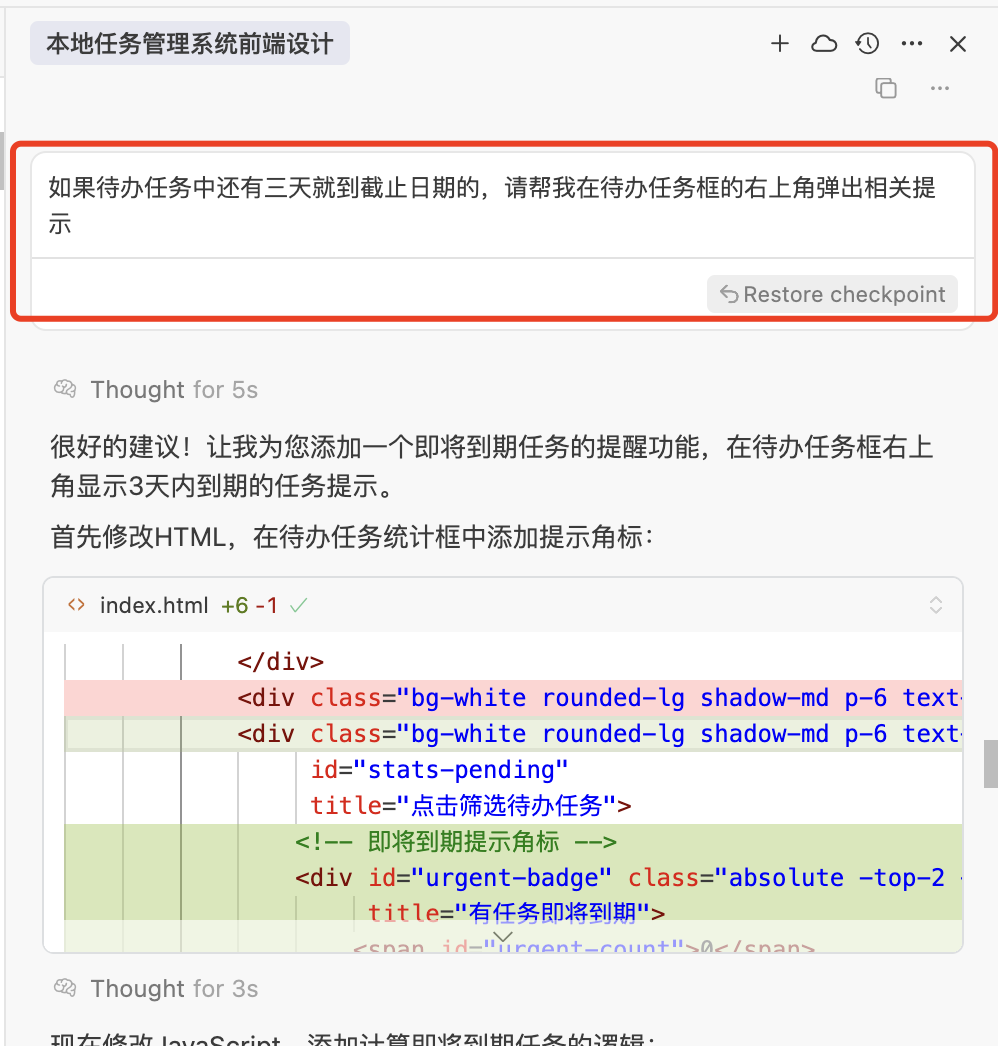 本地任务管理系统前端设计
如果待办任务中还有三天就到截止日期的，请帮我在待办任务框的右上角弹出相关提
示
Restore checkpoint
Thought for 5s
很好的建议！让我为您添加一个即将到期任务的提醒功能，在待办任务框右上
角显示3天内到期的任务提示。
首先修改HTML，在待办任务统计框中添加提示角标：
<> index.html +6 -1
</div>
<div class="bg-white rounded-lg shadow-md p-6 text-
<div class="bg-white rounded-lg shadow-md p-6 text-
id="stats-pending"
title="点击筛选待办任务">
<!-- 即将到期提示角标 -->
<div id="urgent-badge" class="absolute -top-2 -
title="有任务即将到期">
<span id="urgent-count">0</span>
Thought for 3s
现在修改JavaScript，添加计算即将到期任务的逻辑：